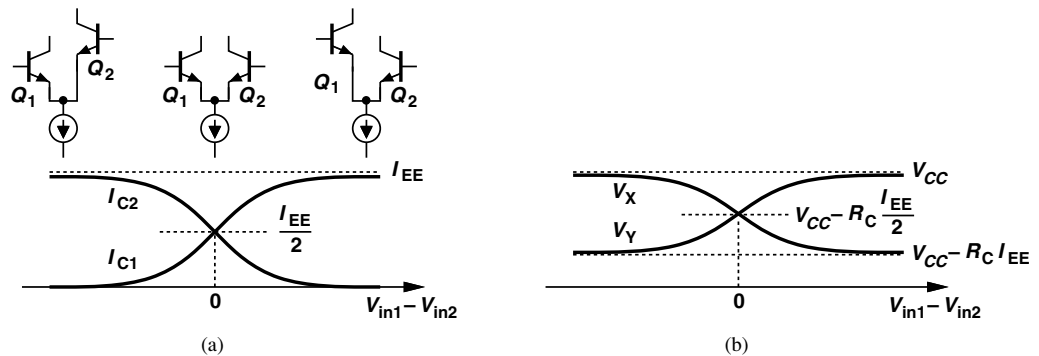 Q1
Q2
Q1
Q2
Q1
Q2
IC2
IC1
IEE
IEE
2
0
Vin1 – Vin2
(a)
VX
VY
VCC
VCC – RC IEE
2
VCC – RC IEE
0
Vin1 – Vin2
(b)